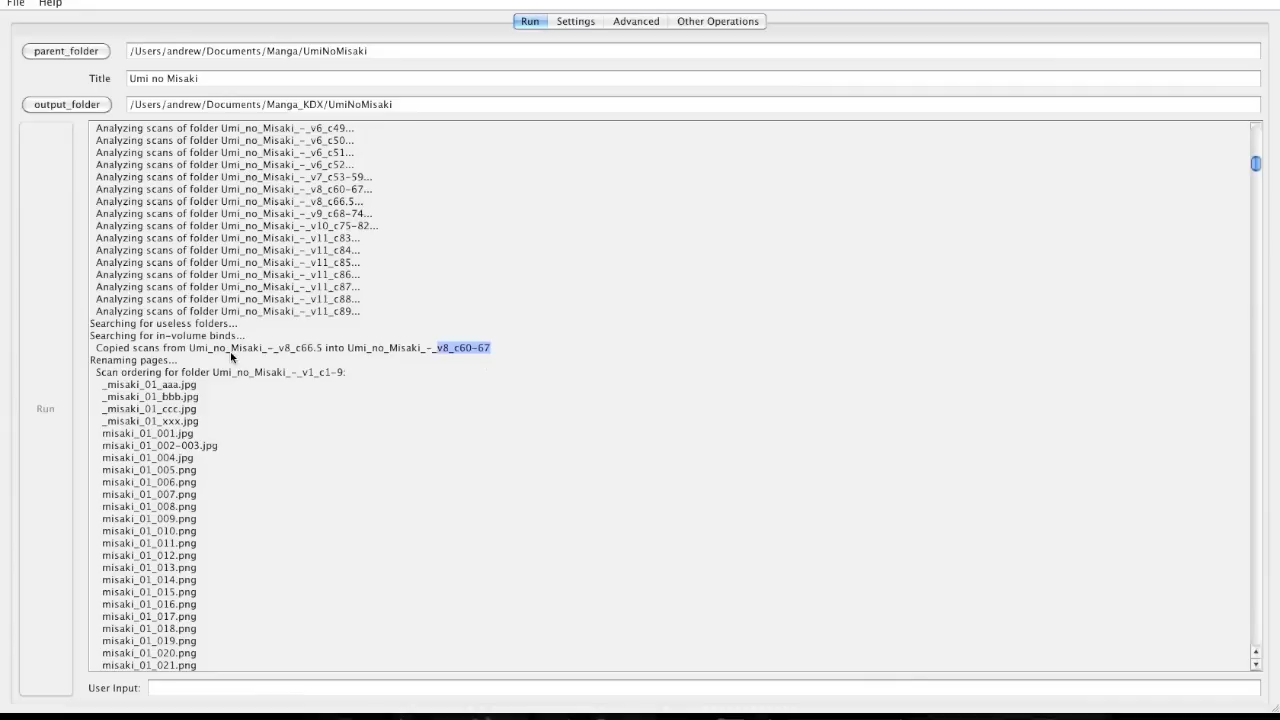 File Help
Run Settings Advanced Other Operations
parent_folder /Users/andrew/Documents/Manga/UmiNoMisaki
Title Umi no Misaki
output_folder /Users/andrew/Documents/Manga_KDX/UmiNoMisaki
Analyzing scans of folder Umi_no_Misaki_-_v6_c49...
Analyzing scans of folder Umi_no_Misaki_-_v6_c50...
Analyzing scans of folder Umi_no_Misaki_-_v6_c51...
Analyzing scans of folder Umi_no_Misaki_-_v6_c52...
Analyzing scans of folder Umi_no_Misaki_-_v7_c53-59...
Analyzing scans of folder Umi_no_Misaki_-_v8_c60-67...
Analyzing scans of folder Umi_no_Misaki_-_v8_c66.5...
Analyzing scans of folder Umi_no_Misaki_-_v9_c68-74...
Analyzing scans of folder Umi_no_Misaki_-_v10_c75-82...
Analyzing scans of folder Umi_no_Misaki_-_v11_c83...
Analyzing scans of folder Umi_no_Misaki_-_v11_c84...
Analyzing scans of folder Umi_no_Misaki_-_v11_c85...
Analyzing scans of folder Umi_no_Misaki_-_v11_c86...
Analyzing scans of folder Umi_no_Misaki_-_v11_c87...
Analyzing scans of folder Umi_no_Misaki_-_v11_c88...
Analyzing scans of folder Umi_no_Misaki_-_v11_c89...
Searching for useless folders...
Searching for in-volume binds...
Copied scans from Umi_no_Misaki_-_v8_c66.5 into Umi_no_Misaki_-_v8_c60-67
Renaming pages...
Scan ordering for folder Umi_no_Misaki_-_v1_c1-9:
_misaki_01_aaa.jpg
_misaki_01_bbb.jpg
_misaki_01_ccc.jpg
_misaki_01_xxx.jpg
misaki_01_001.jpg
misaki_01_002-003.jpg
misaki_01_004.jpg
misaki_01_005.png
misaki_01_006.png
misaki_01_007.png
misaki_01_008.png
misaki_01_009.png
misaki_01_010.png
misaki_01_011.png
misaki_01_012.png
misaki_01_013.png
misaki_01_014.png
misaki_01_015.png
misaki_01_016.png
misaki_01_017.png
misaki_01_018.png
misaki_01_019.png
misaki_01_020.png
misaki_01_021.png
Run
User Input: